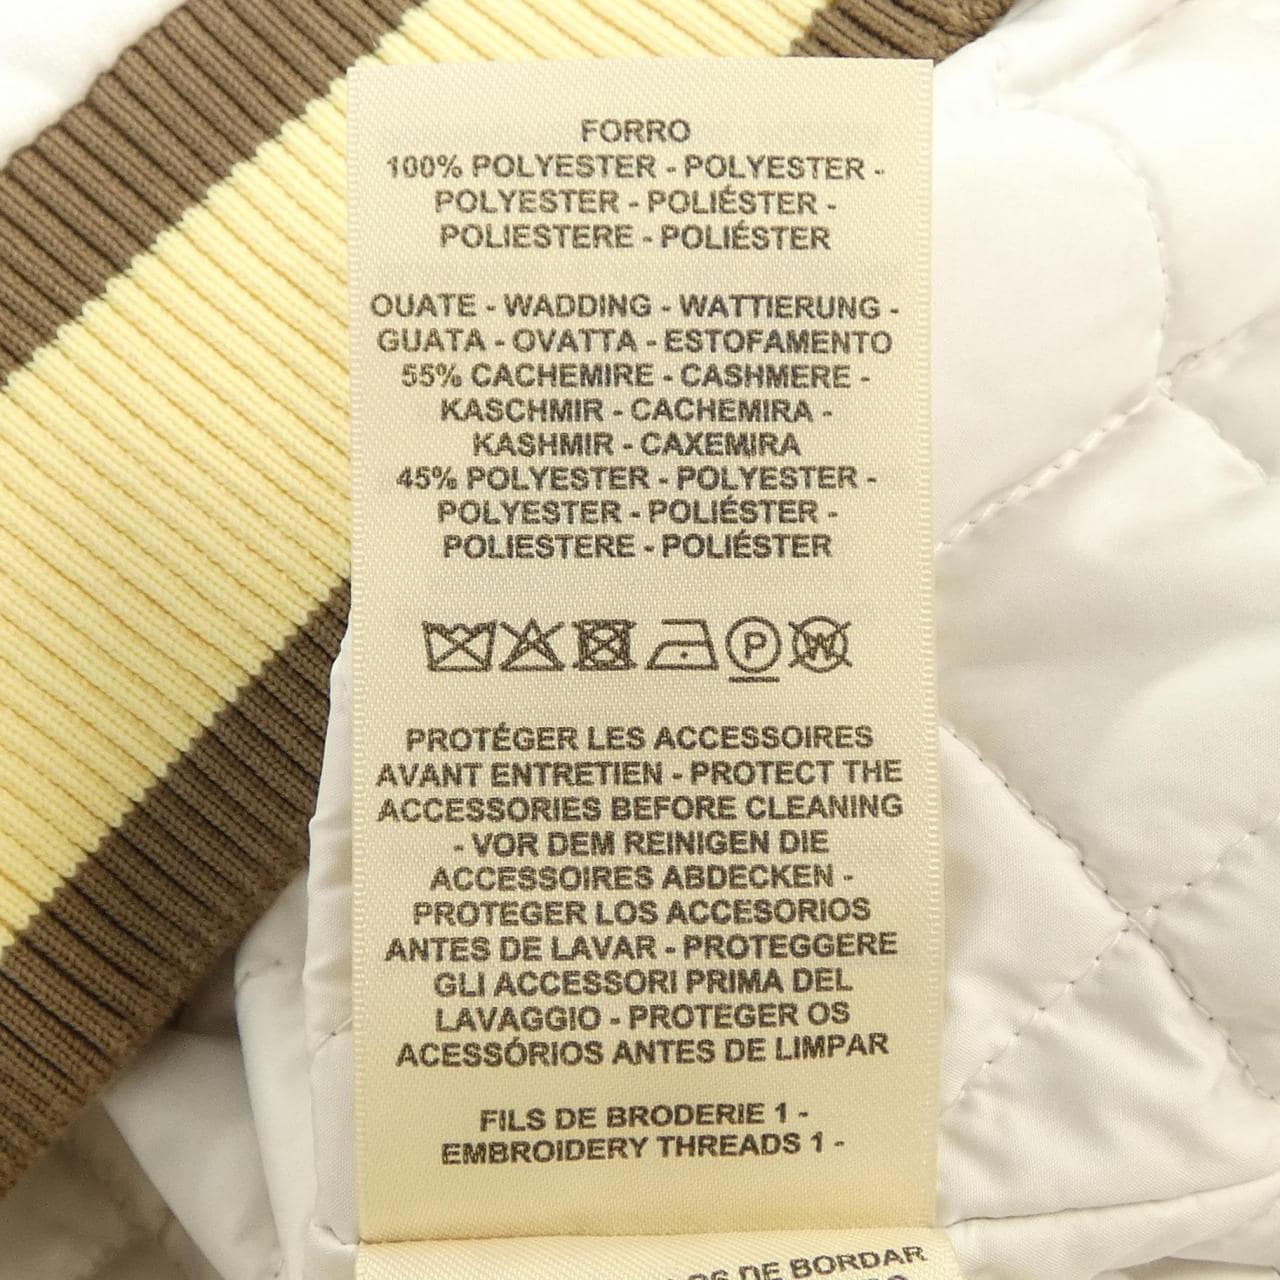 FORRO
100% POLYESTER - POLYESTER -
POLYESTER - POLIÉSTER -
POLIESTERE - POLIÉSTER
OUATE - WADDING - WATTIERUNG -
GUATA - OVATTA - ESTOFAMENTO
55% CACHEMIRE - CASHMERE -
KASCHMIR - CACHEMIRA -
KASHMIR - CAXEMIRA
45% POLYESTER - POLYESTER -
POLYESTER - POLIÉSTER -
POLIESTERE - POLIÉSTER
P W
PROTÉGER LES ACCESSOIRES
AVANT ENTRETIEN - PROTECT THE
ACCESSORIES BEFORE CLEANING
- VOR DEM REINIGEN DIE
ACCESSOIRES ABDECKEN -
PROTEGER LOS ACCESORIOS
ANTES DE LAVAR - PROTEGGERE
GLI ACCESSORI PRIMA DEL
LAVAGGIO - PROTEGER OS
ACESSÓRIOS ANTES DE LIMPAR
FILS DE BRODERIE 1 -
EMBROIDERY THREADS 1 -
DE BORDAR